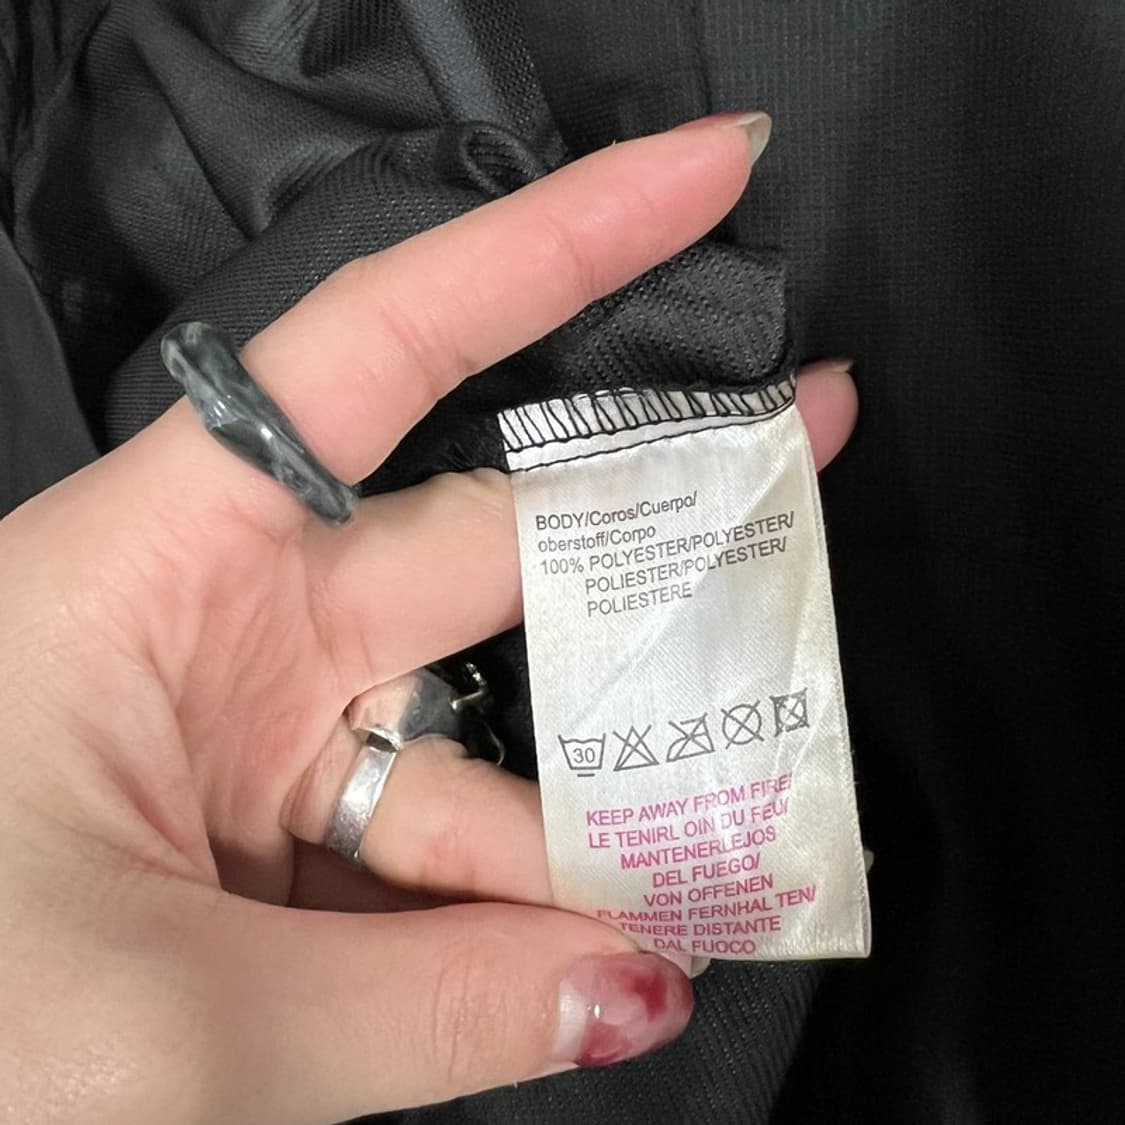 BODY/Coros/Cuerpo/
oberstoff/Corpo
100% POLYESTER/POLYESTER/
POLIESTER/POLYESTER/
POLIESTERE
30
KEEP AWAY FROM FIRE/
LE TENIRL OIN DU FEU/
MANTENERLEJOS
DEL FUEGO/
VON OFFENEN
FLAMMEN FERNHAL TEN/
TENERE DISTANTE
DAL FUOCO